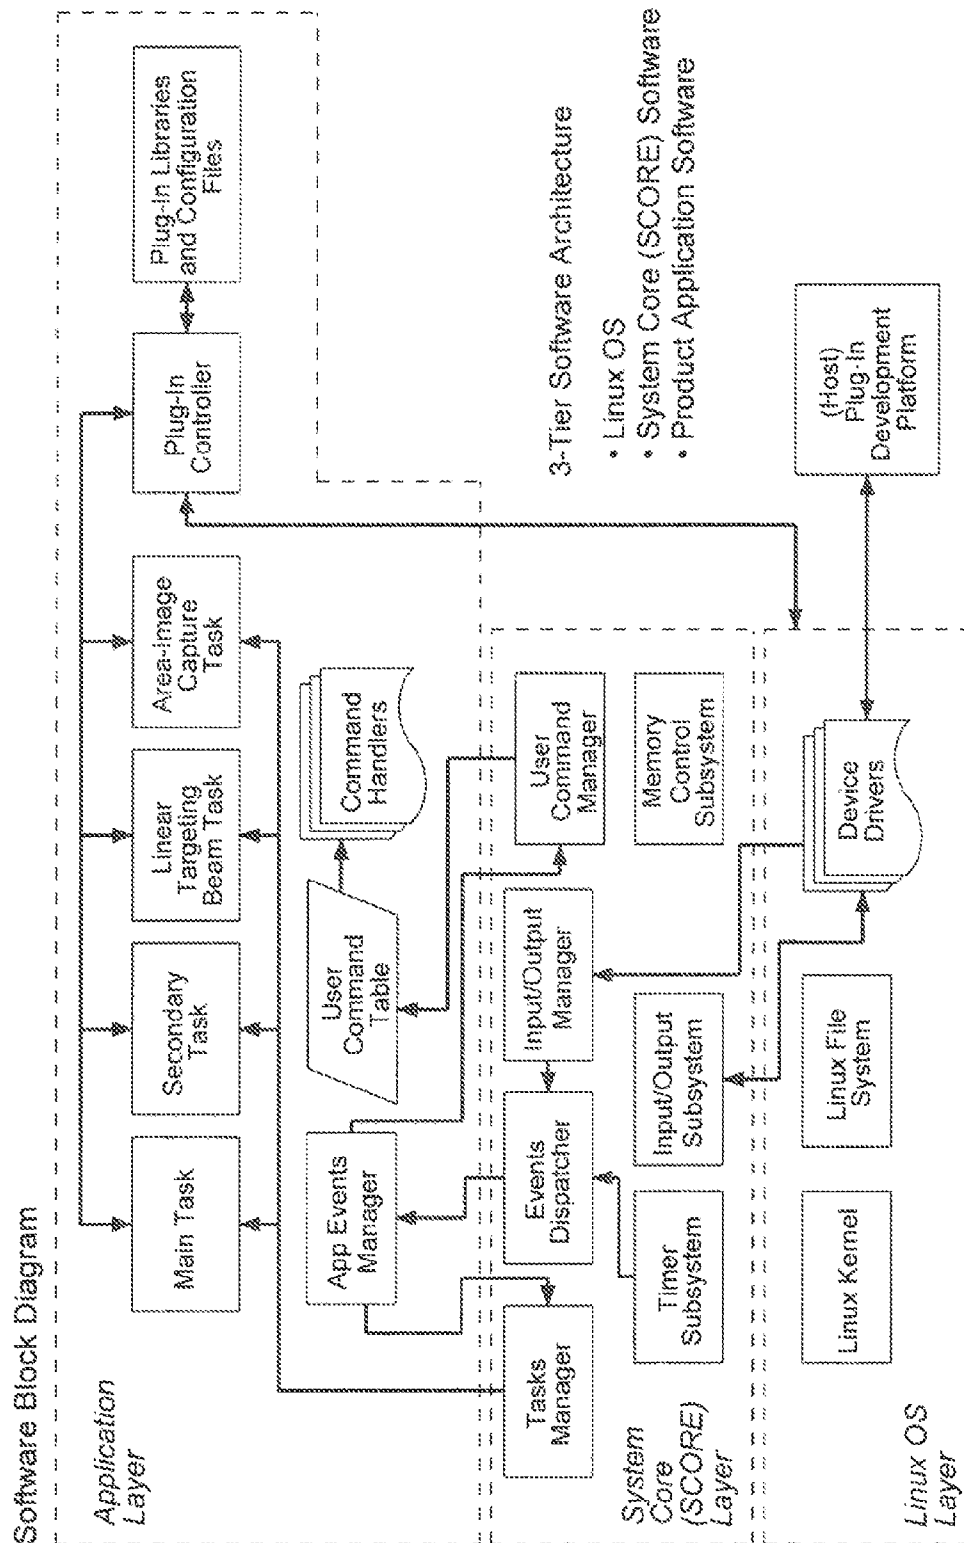 Software Block Diagram
Application
Layer
Main Task
Secondary
Task
Linear
Targeting
Beam Task
Area-Image
Capture
Task
Plug-In
Controller
Plug-In Libraries
and Configuration
Files
App Events
Manager
User
Command
Table
Command
Handlers
3-Tier Software Architecture
• Linux OS
• System Core (SCORE) Software
• Product Application Software
System
Core
(SCORE)
Layer
Tasks
Manager
Events
Dispatcher
Input/Output
Manager
User
Command
Manager
Timer
Subsystem
Input/Output
Subsystem
Memory
Control
Subsystem
Linux OS
Layer
Linux Kernel
Linux File
System
Device
Drivers
(Host)
Plug-In
Development
Platform